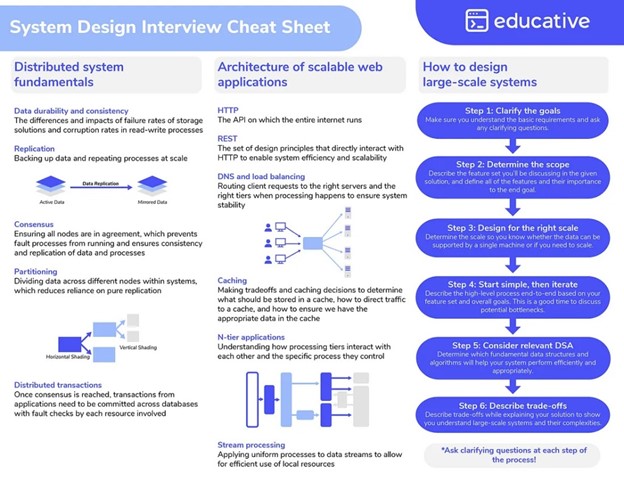 System Design Interview Cheat Sheet
educative
Distributed system
fundamentals
Data durability and consistency
The differences and impacts of failure rates of storage
solutions and corruption rates in read-write processes
Replication
Backing up data and repeating processes at scale
Data Replication
Active Data
Mirrored Data
Consensus
Ensuring all nodes are in agreement, which prevents
fault processes from running and ensures consistency
and replication of data and processes
Partitioning
Dividing data across different nodes within systems,
which reduces reliance on pure replication
Vertical Shading
Horizontal Shading
Distributed transactions
Once consensus is reached, transactions from
applications need to be committed across databases
with fault checks by each resource involved
Architecture of scalable web
applications
HTTP
The API on which the entire internet runs
REST
The set of design principles that directly interact with
HTTP to enable system efficiency and scalability
DNS and load balancing
Routing client requests to the right servers and the
right tiers when processing happens to ensure system
stability
Caching
Making tradeoffs and caching decisions to determine
what should be stored in a cache, how to direct traffic
to a cache, and how to ensure we have the
appropriate data in the cache
N-tier applications
Understanding how processing tiers interact with
each other and the specific process they control
Stream processing
Applying uniform processes to data streams to allow
for efficient use of local resources
How to design
large-scale systems
Step 1: Clarify the goals
Make sure you understand the basic requirements and ask
any clarifying questions.
Step 2: Determine the scope
Describe the feature set you'll be discussing in the given
solution, and define all of the features and their importance
to the end goal.
Step 3: Design for the right scale
Determine the scale so you know whether the data can be
supported by a single machine or if you need to scale.
Step 4: Start simple, then iterate
Describe the high-level process end-to-end based on your
feature set and overall goals. This is a good time to discuss
potential bottlenecks.
Step 5: Consider relevant DSA
Determine which fundamental data structures and
algorithms will help your system perform efficiently and
appropriately.
Step 6: Describe trade-offs
Describe trade-offs while explaining your solution to show
you understand large-scale systems and their complexities.
*Ask clarifying questions at each step of
the process!